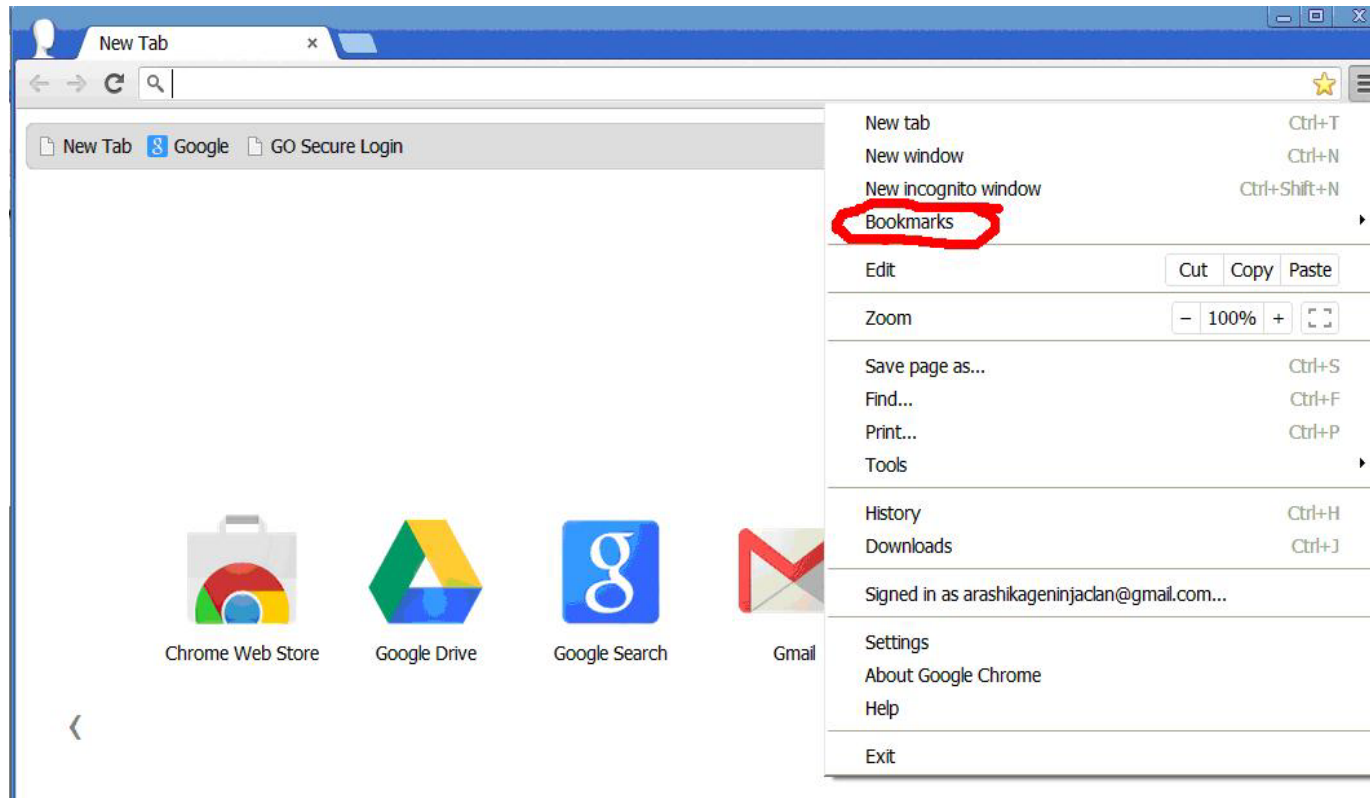 New Tab ×
New Tab Google GO Secure Login
New tab Ctrl+T
New window Ctrl+N
New incognito window Ctrl+Shift+N
Bookmarks
Edit Cut Copy Paste
Zoom − 100% +
Save page as... Ctrl+S
Find... Ctrl+F
Print... Ctrl+P
Tools
History Ctrl+H
Downloads Ctrl+J
Signed in as arashikageninjaclan@gmail.com...
Settings
About Google Chrome
Help
Exit
Chrome Web Store Google Drive Google Search Gmail